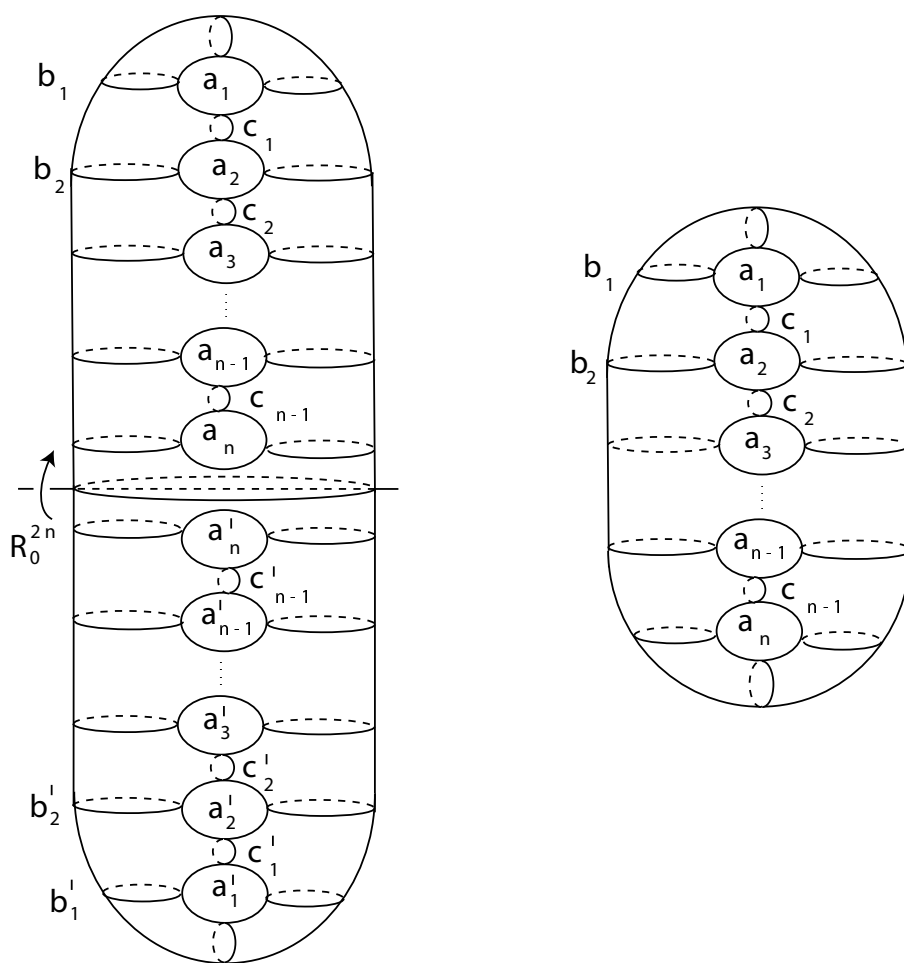 b1 a1
c1
b2 a2
c2
a3
an-1
cn-1
an
R0^2n
a'n
c'n-1
a'n-1
a'3
c'2
b'2 a'2
c'1
b'1 a'1
b1 a1
c1
b2 a2
c2
a3
an-1
cn-1
an